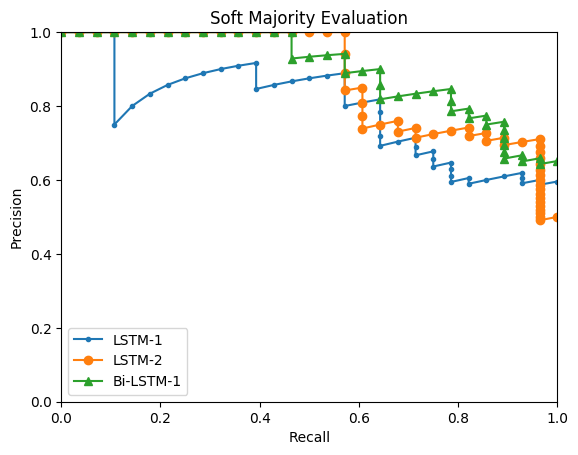 Soft Majority Evaluation
Precision
1.0
0.8
0.6
0.4
0.2
0.0
LSTM-1
LSTM-2
Bi-LSTM-1
0.0 0.2 0.4 0.6 0.8 1.0
Recall